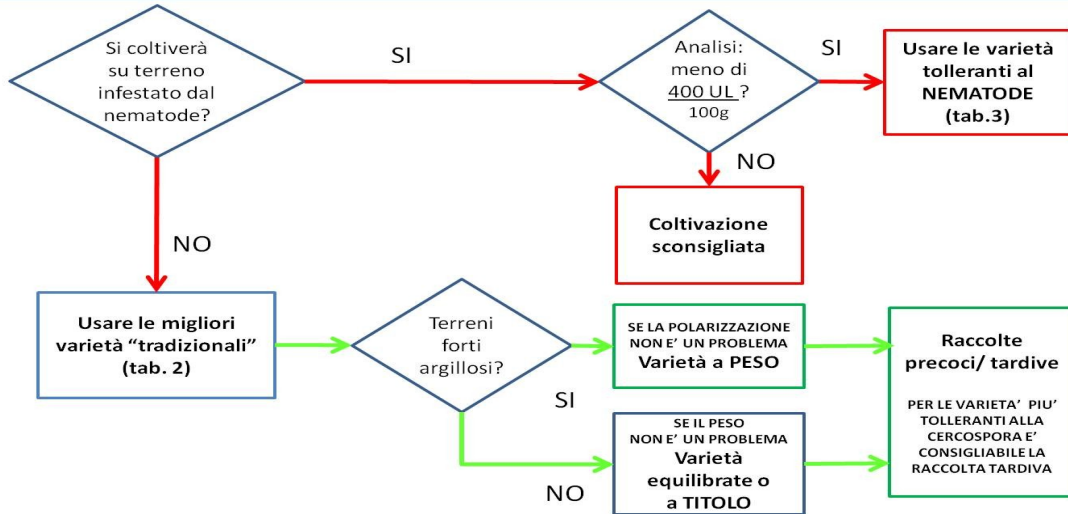 Si coltiverà
su terreno
infestato dal
nematode?
SI
Analisi:
meno di
400 UL ?
100g
SI
Usare le varietà
tolleranti al
NEMATODE
(tab.3)
NO
Coltivazione
sconsigliata
NO
Usare le migliori
varietà “tradizionali”
(tab. 2)
Terreni
forti
argillosi?
SI
SE LA POLARIZZAZIONE
NON E’ UN PROBLEMA
Varietà a PESO
NO
SE IL PESO
NON E’ UN PROBLEMA
Varietà
equilibrate o
a TITOLO
Raccolte
precoci/ tardive
PER LE VARIETA’ PIU’
TOLLERANTI ALLA
CERCOSPORA E’
CONSIGLIABILE LA
RACCOLTA TARDIVA